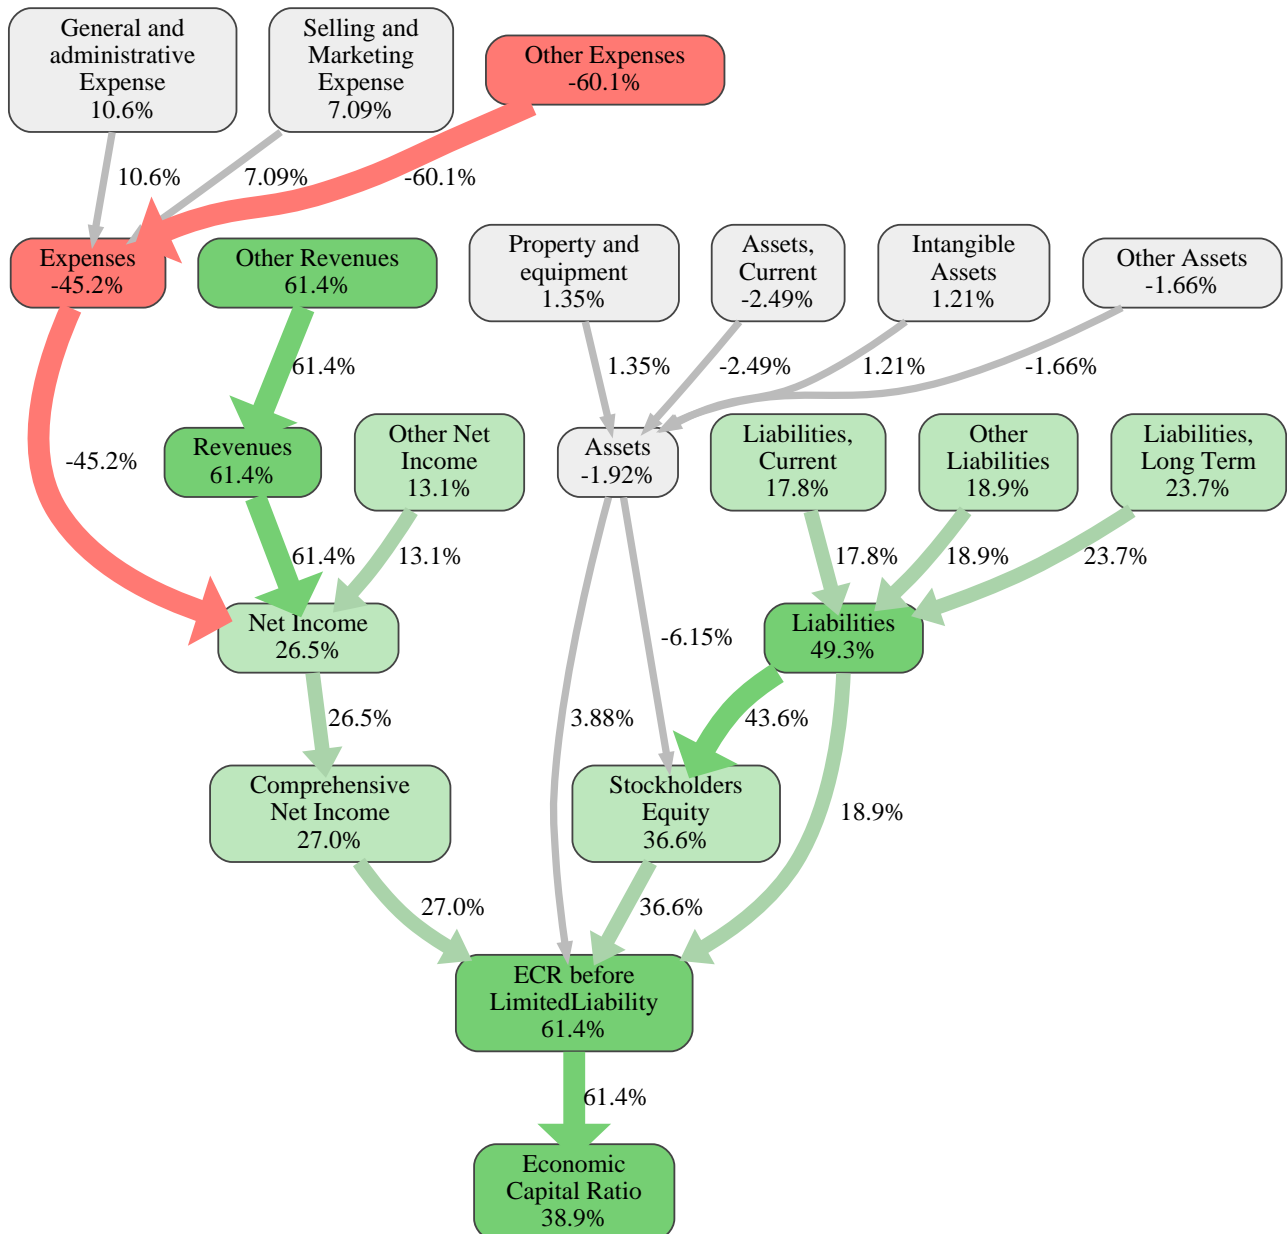 General and
administrative
Expense
10.6%
Selling and
Marketing
Expense
7.09%
Other Expenses
-60.1%
10.6%
7.09%
-60.1%
Expenses
-45.2%
Other Revenues
61.4%
Property and
equipment
1.35%
Assets,
Current
-2.49%
Intangible
Assets
1.21%
Other Assets
-1.66%
61.4%
1.35%
-2.49%
1.21%
-1.66%
-45.2%
Revenues
61.4%
Other Net
Income
13.1%
Assets
-1.92%
Liabilities,
Current
17.8%
Other
Liabilities
18.9%
Liabilities,
Long Term
23.7%
61.4%
13.1%
17.8%
18.9%
23.7%
Net Income
26.5%
-6.15%
Liabilities
49.3%
26.5%
3.88%
43.6%
Comprehensive
Net Income
27.0%
Stockholders
Equity
36.6%
18.9%
27.0%
36.6%
ECR before
LimitedLiability
61.4%
61.4%
Economic
Capital Ratio
38.9%